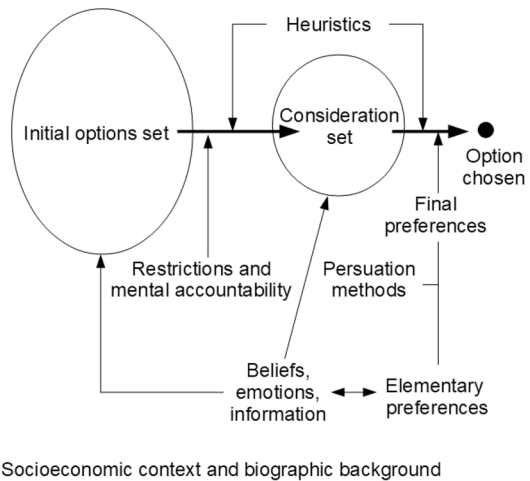 Heuristics
Initial options set
Consideration
set
Option
chosen
Final
preferences
Restrictions and
mental accountability
Persuation
methods
Beliefs,
emotions,
information
Elementary
preferences
Socioeconomic context and biographic background